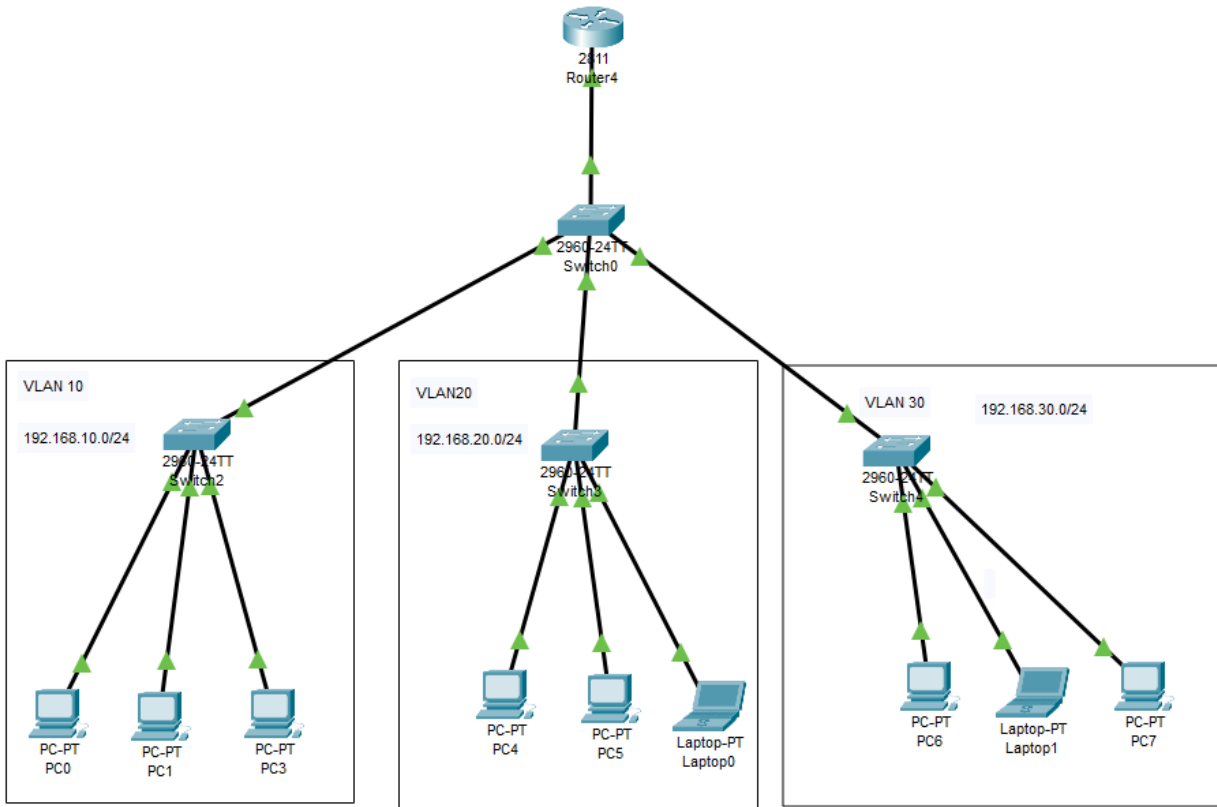 2811
Router4
2960-24TT
Switch0
VLAN 10
192.168.10.0/24
2960-24TT
Switch2
PC-PT
PC0
PC-PT
PC1
PC-PT
PC3
VLAN20
192.168.20.0/24
2960-24TT
Switch3
PC-PT
PC4
PC-PT
PC5
Laptop-PT
Laptop0
VLAN 30
192.168.30.0/24
2960-24TT
Switch4
PC-PT
PC6
Laptop-PT
Laptop1
PC-PT
PC7